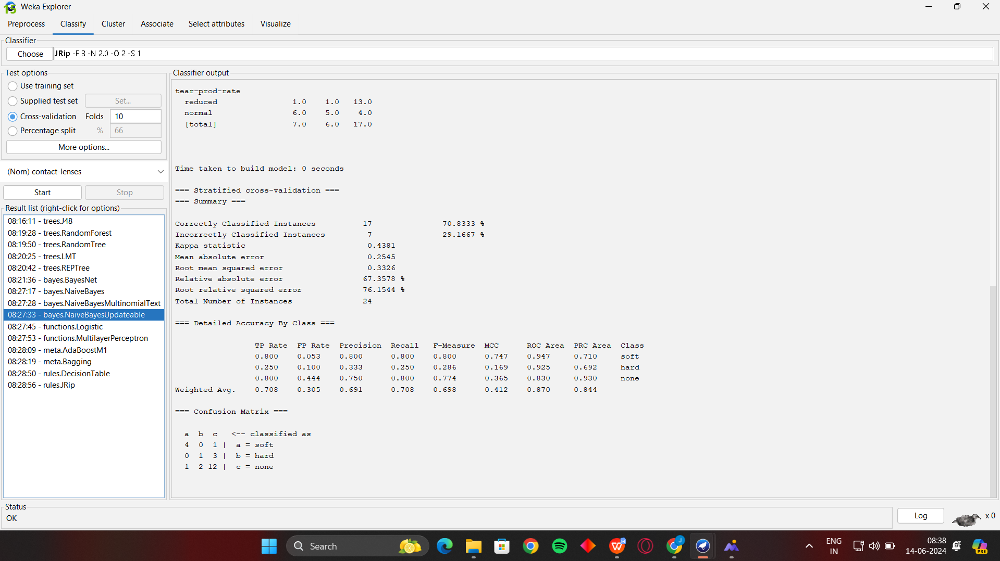 Weka Explorer
Preprocess Classify Cluster Associate Select attributes Visualize
Classifier
Choose JRip -F 3 -N 2.0 -O 2 -S 1
Test options
Use training set
Supplied test set Set...
Cross-validation Folds 10
Percentage split % 66
More options...
(Nom) contact-lenses
Start Stop
Result list (right-click for options)
08:16:11 - trees.J48
08:19:28 - trees.RandomForest
08:19:50 - trees.RandomTree
08:20:25 - trees.LMT
08:20:42 - trees.REPTree
08:21:36 - bayes.BayesNet
08:27:17 - bayes.NaiveBayes
08:27:28 - bayes.NaiveBayesMultinomialText
08:27:33 - bayes.NaiveBayesUpdateable
08:27:45 - functions.Logistic
08:27:53 - functions.MultilayerPerceptron
08:28:09 - meta.AdaBoostM1
08:28:19 - meta.Bagging
08:28:50 - rules.DecisionTable
08:28:56 - rules.JRip
Classifier output
tear-prod-rate
reduced 1.0 1.0 13.0
normal 6.0 5.0 4.0
[total] 7.0 6.0 17.0
Time taken to build model: 0 seconds
=== Stratified cross-validation ===
=== Summary ===
Correctly Classified Instances 17 70.8333 %
Incorrectly Classified Instances 7 29.1667 %
Kappa statistic 0.4381
Mean absolute error 0.2545
Root mean squared error 0.3326
Relative absolute error 67.3578 %
Root relative squared error 76.1544 %
Total Number of Instances 24
=== Detailed Accuracy By Class ===
TP Rate FP Rate Precision Recall F-Measure MCC ROC Area PRC Area Class
0.800 0.053 0.800 0.800 0.800 0.747 0.947 0.710 soft
0.250 0.100 0.333 0.250 0.286 0.169 0.925 0.692 hard
0.800 0.444 0.750 0.800 0.774 0.365 0.830 0.930 none
Weighted Avg. 0.708 0.305 0.691 0.708 0.698 0.412 0.870 0.844
=== Confusion Matrix ===
a b c <-- classified as
4 0 1 | a = soft
0 1 3 | b = hard
1 2 12 | c = none
Status
OK
Log x 0
Search
ENG
IN
08:38
14-06-2024
PRE